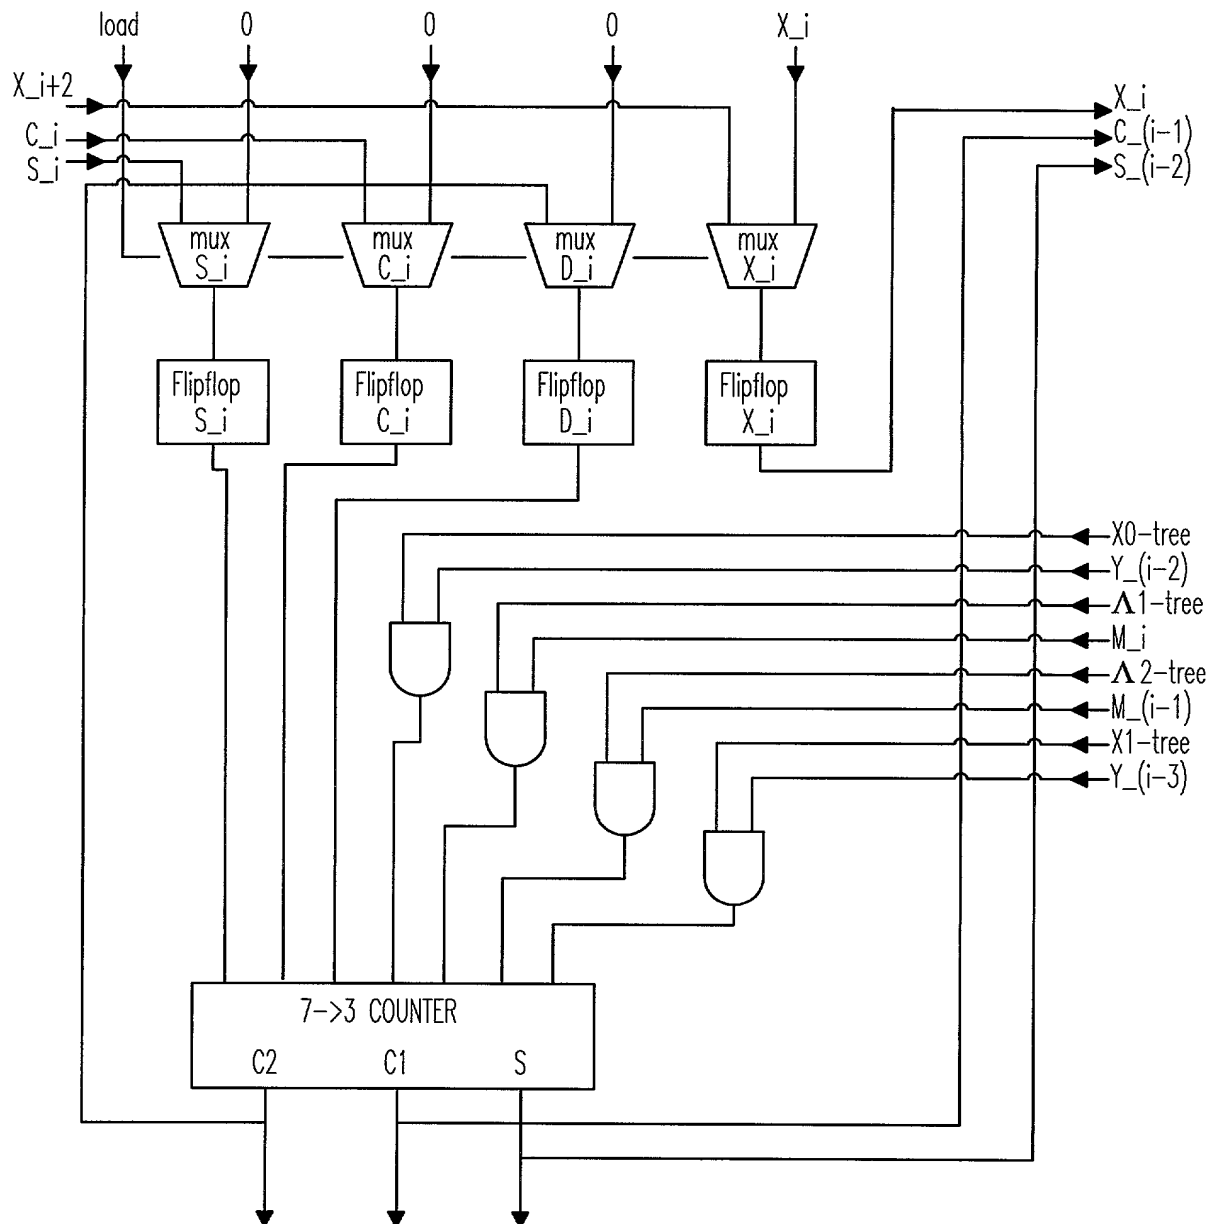 load
0
0
0
X_i
X_i+2
C_i
S_i
X_i
C_(i-1)
S_(i-2)
mux
S_i
mux
C_i
mux
D_i
mux
X_i
Flipflop
S_i
Flipflop
C_i
Flipflop
D_i
Flipflop
X_i
X0-tree
Y_(i-2)
Λ1-tree
M_i
Λ2-tree
M_(i-1)
X1-tree
Y_(i-3)
7->3 COUNTER
C2 C1 S